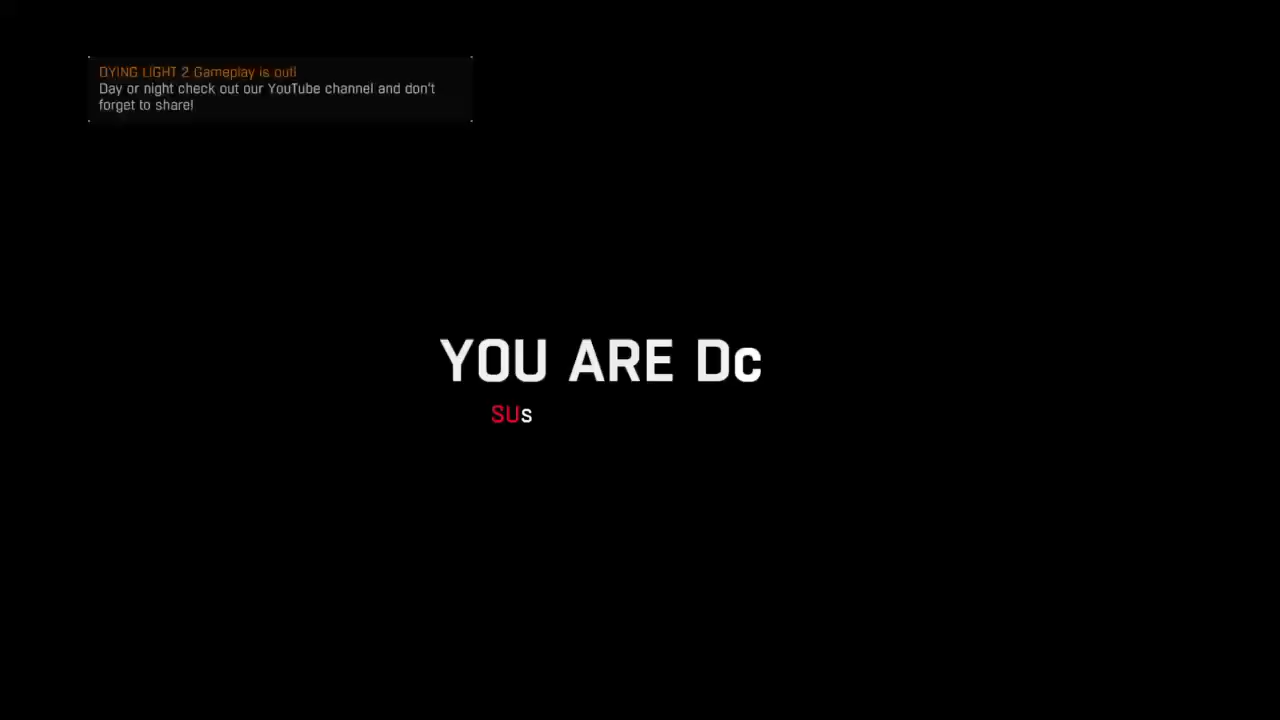 DYING LIGHT 2 Gameplay is out!
Day or night check out our YouTube channel and don't
forget to share!
YOU ARE Dc
SUs